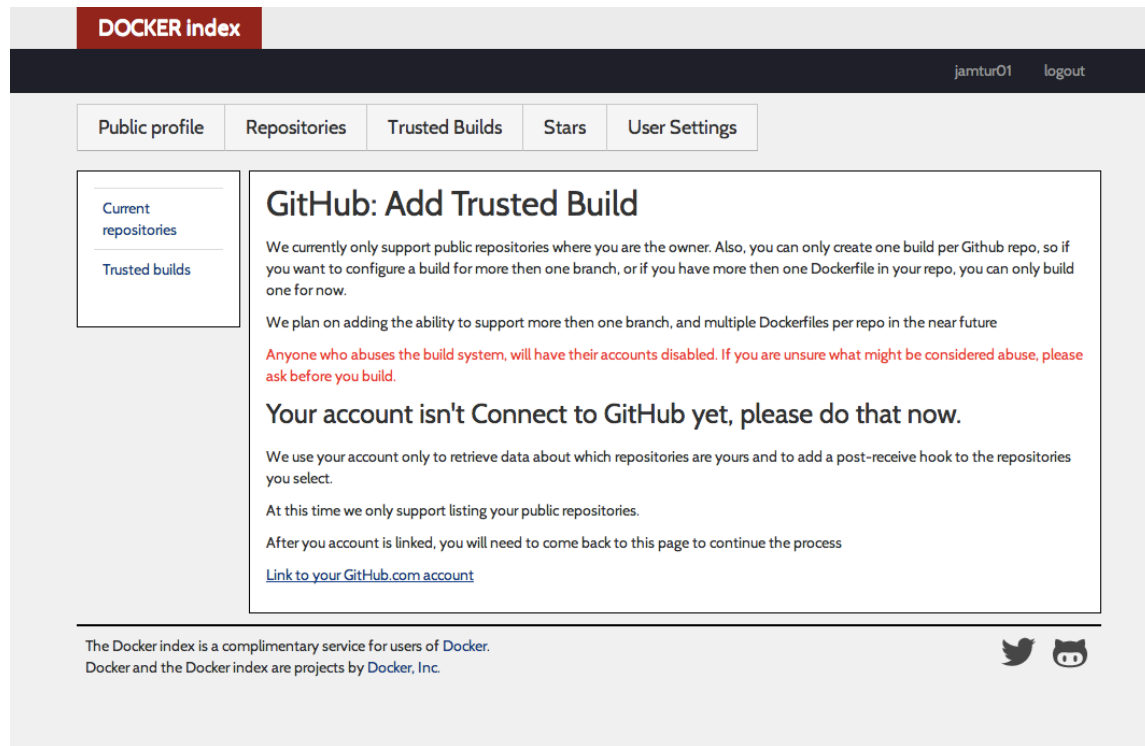 DOCKER index
jamtur01 logout
Public profile Repositories Trusted Builds Stars User Settings
Current
repositories
Trusted builds
GitHub: Add Trusted Build
We currently only support public repositories where you are the owner. Also, you can only create one build per Github repo, so if
you want to configure a build for more then one branch, or if you have more then one Dockerfile in your repo, you can only build
one for now.
We plan on adding the ability to support more then one branch, and multiple Dockerfiles per repo in the near future
Anyone who abuses the build system, will have their accounts disabled. If you are unsure what might be considered abuse, please
ask before you build.
Your account isn't Connect to GitHub yet, please do that now.
We use your account only to retrieve data about which repositories are yours and to add a post-receive hook to the repositories
you select.
At this time we only support listing your public repositories.
After you account is linked, you will need to come back to this page to continue the process
Link to your GitHub.com account
The Docker index is a complimentary service for users of Docker.
Docker and the Docker index are projects by Docker, Inc.